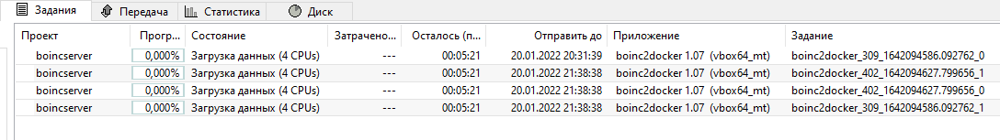 Задания Передача Статистика Диск
Проект Прогр... Состояние Затрачено... Осталось (п... Отправить до Приложение Задание
boincserver 0,000% Загрузка данных (4 CPUs) --- 00:05:21 20.01.2022 20:31:39 boinc2docker 1.07 (vbox64_mt) boinc2docker_309_1642094586.092762_0
boincserver 0,000% Загрузка данных (4 CPUs) --- 00:05:21 20.01.2022 21:38:38 boinc2docker 1.07 (vbox64_mt) boinc2docker_402_1642094627.799656_1
boincserver 0,000% Загрузка данных (4 CPUs) --- 00:05:21 20.01.2022 21:38:38 boinc2docker 1.07 (vbox64_mt) boinc2docker_402_1642094627.799656_0
boincserver 0,000% Загрузка данных (4 CPUs) --- 00:05:21 20.01.2022 21:38:38 boinc2docker 1.07 (vbox64_mt) boinc2docker_309_1642094586.092762_1